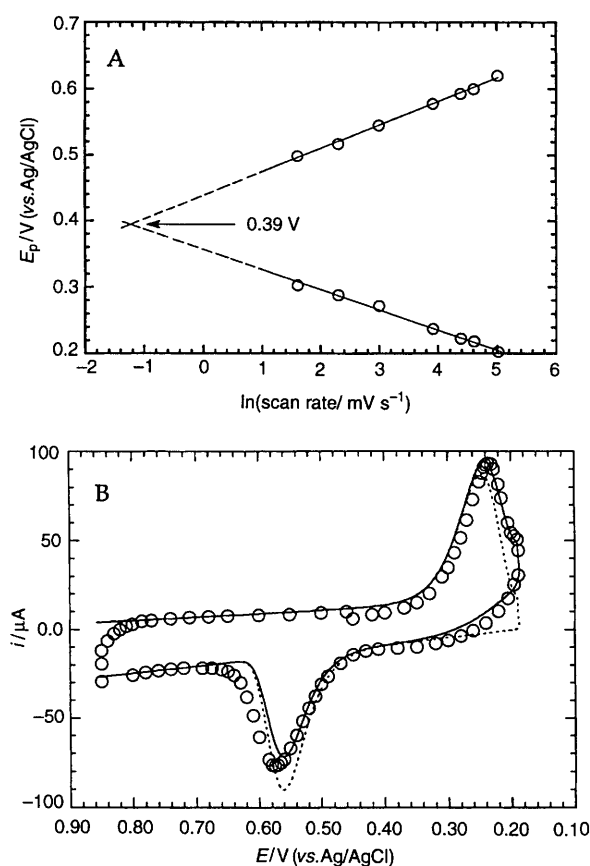 A
0.7
0.6
0.5
0.4
0.3
0.2
Ep/V (vs.Ag/AgCl)
0.39 V
−2 −1 0 1 2 3 4 5 6
ln(scan rate/ mV s−1)
B
100
50
0.0
−50
−100
i/μA
0.90 0.80 0.70 0.60 0.50 0.40 0.30 0.20 0.10
E/V (vs.Ag/AgCl)